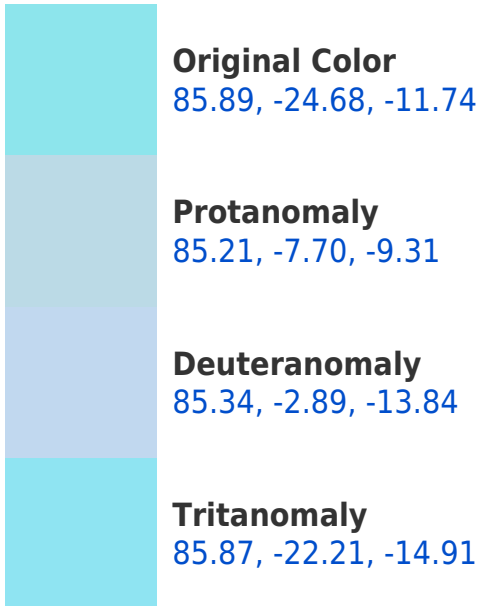 Original Color
85.89, -24.68, -11.74
Protanomaly
85.21, -7.70, -9.31
Deuteranomaly
85.34, -2.89, -13.84
Tritanomaly
85.87, -22.21, -14.91